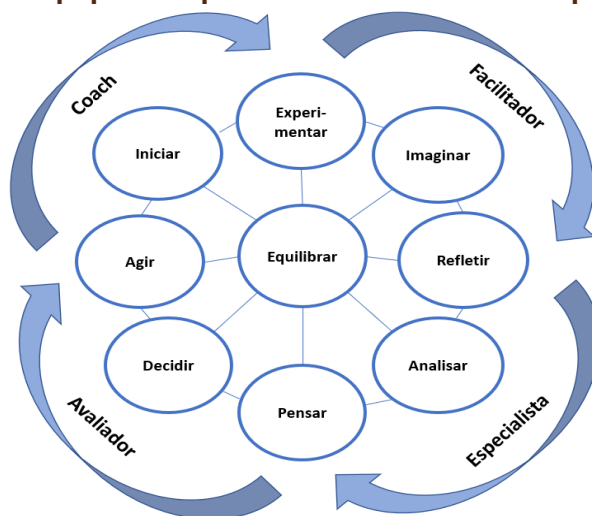 Coach
Facilitador
Experi-
mentar
Iniciar
Imaginar
Agir
Equilibrar
Refletir
Decidir
Analisar
Pensar
Avaliador
Especialista